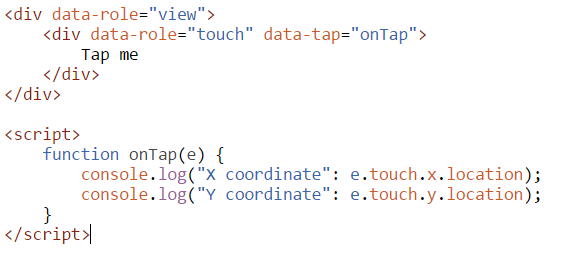 <div data-role="view">
    <div data-role="touch" data-tap="onTap">
        Tap me
    </div>
</div>

<script>
    function onTap(e) {
        console.log("X coordinate": e.touch.x.location);
        console.log("Y coordinate": e.touch.y.location);
    }
</script>